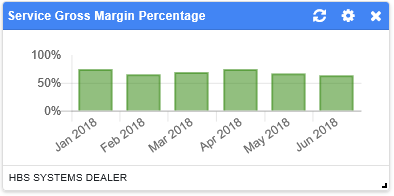 Service Gross Margin Percentage
100%
50%
0%
Jan 2018
Feb 2018
Mar 2018
Apr 2018
May 2018
Jun 2018
HBS SYSTEMS DEALER